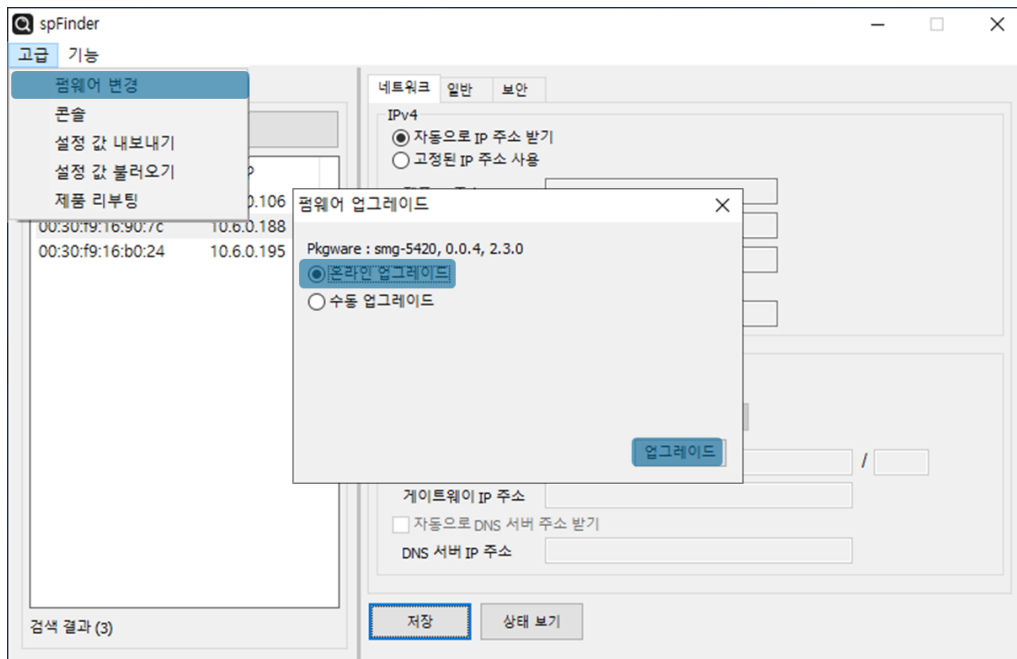 spFinder
고급 기능
펌웨어 변경
콘솔
설정 값 내보내기
설정 값 불러오기
제품 리부팅
0.106
00:30:f9:16:90:7c 10.6.0.188
00:30:f9:16:b0:24 10.6.0.195
검색 결과 (3)
네트워크 일반 보안
IPv4
자동으로 IP 주소 받기
고정된 IP 주소 사용
펌웨어 업그레이드
Pkgware : smg-5420, 0.0.4, 2.3.0
온라인 업그레이드
수동 업그레이드
업그레이드
/
게이트웨이 IP 주소
자동으로 DNS 서버 주소 받기
DNS 서버 IP 주소
저장 상태 보기